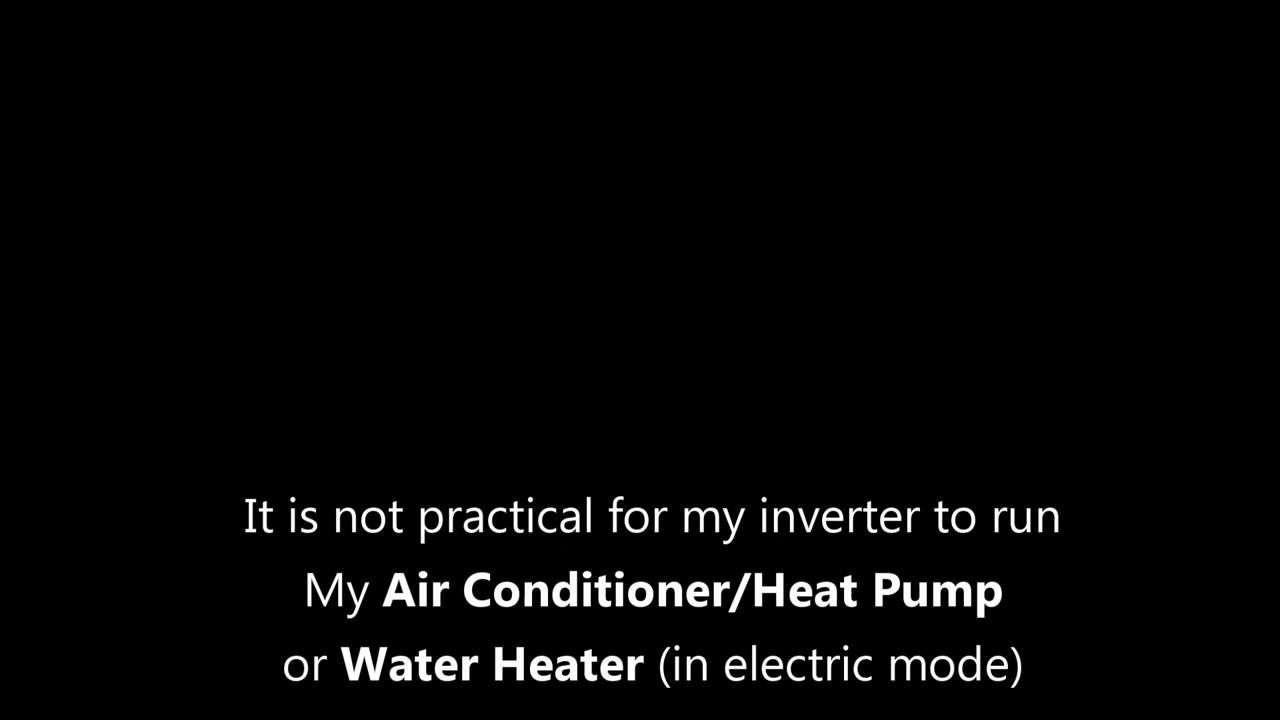 It is not practical for my inverter to run
My Air Conditioner/Heat Pump
or Water Heater (in electric mode)